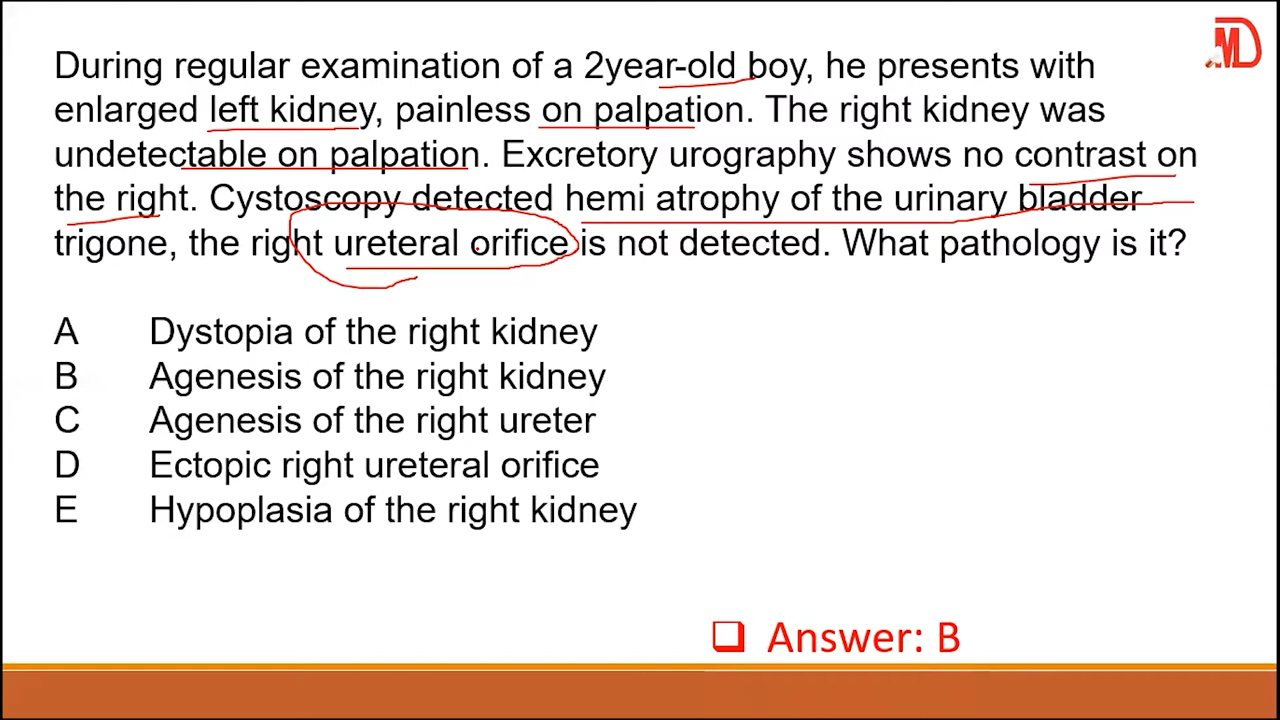 MD
During regular examination of a 2year-old boy, he presents with
enlarged left kidney, painless on palpation. The right kidney was
undetectable on palpation. Excretory urography shows no contrast on
the right. Cystoscopy detected hemi atrophy of the urinary bladder
trigone, the right ureteral orifice is not detected. What pathology is it?
A Dystopia of the right kidney
B Agenesis of the right kidney
C Agenesis of the right ureter
D Ectopic right ureteral orifice
E Hypoplasia of the right kidney
Answer: B